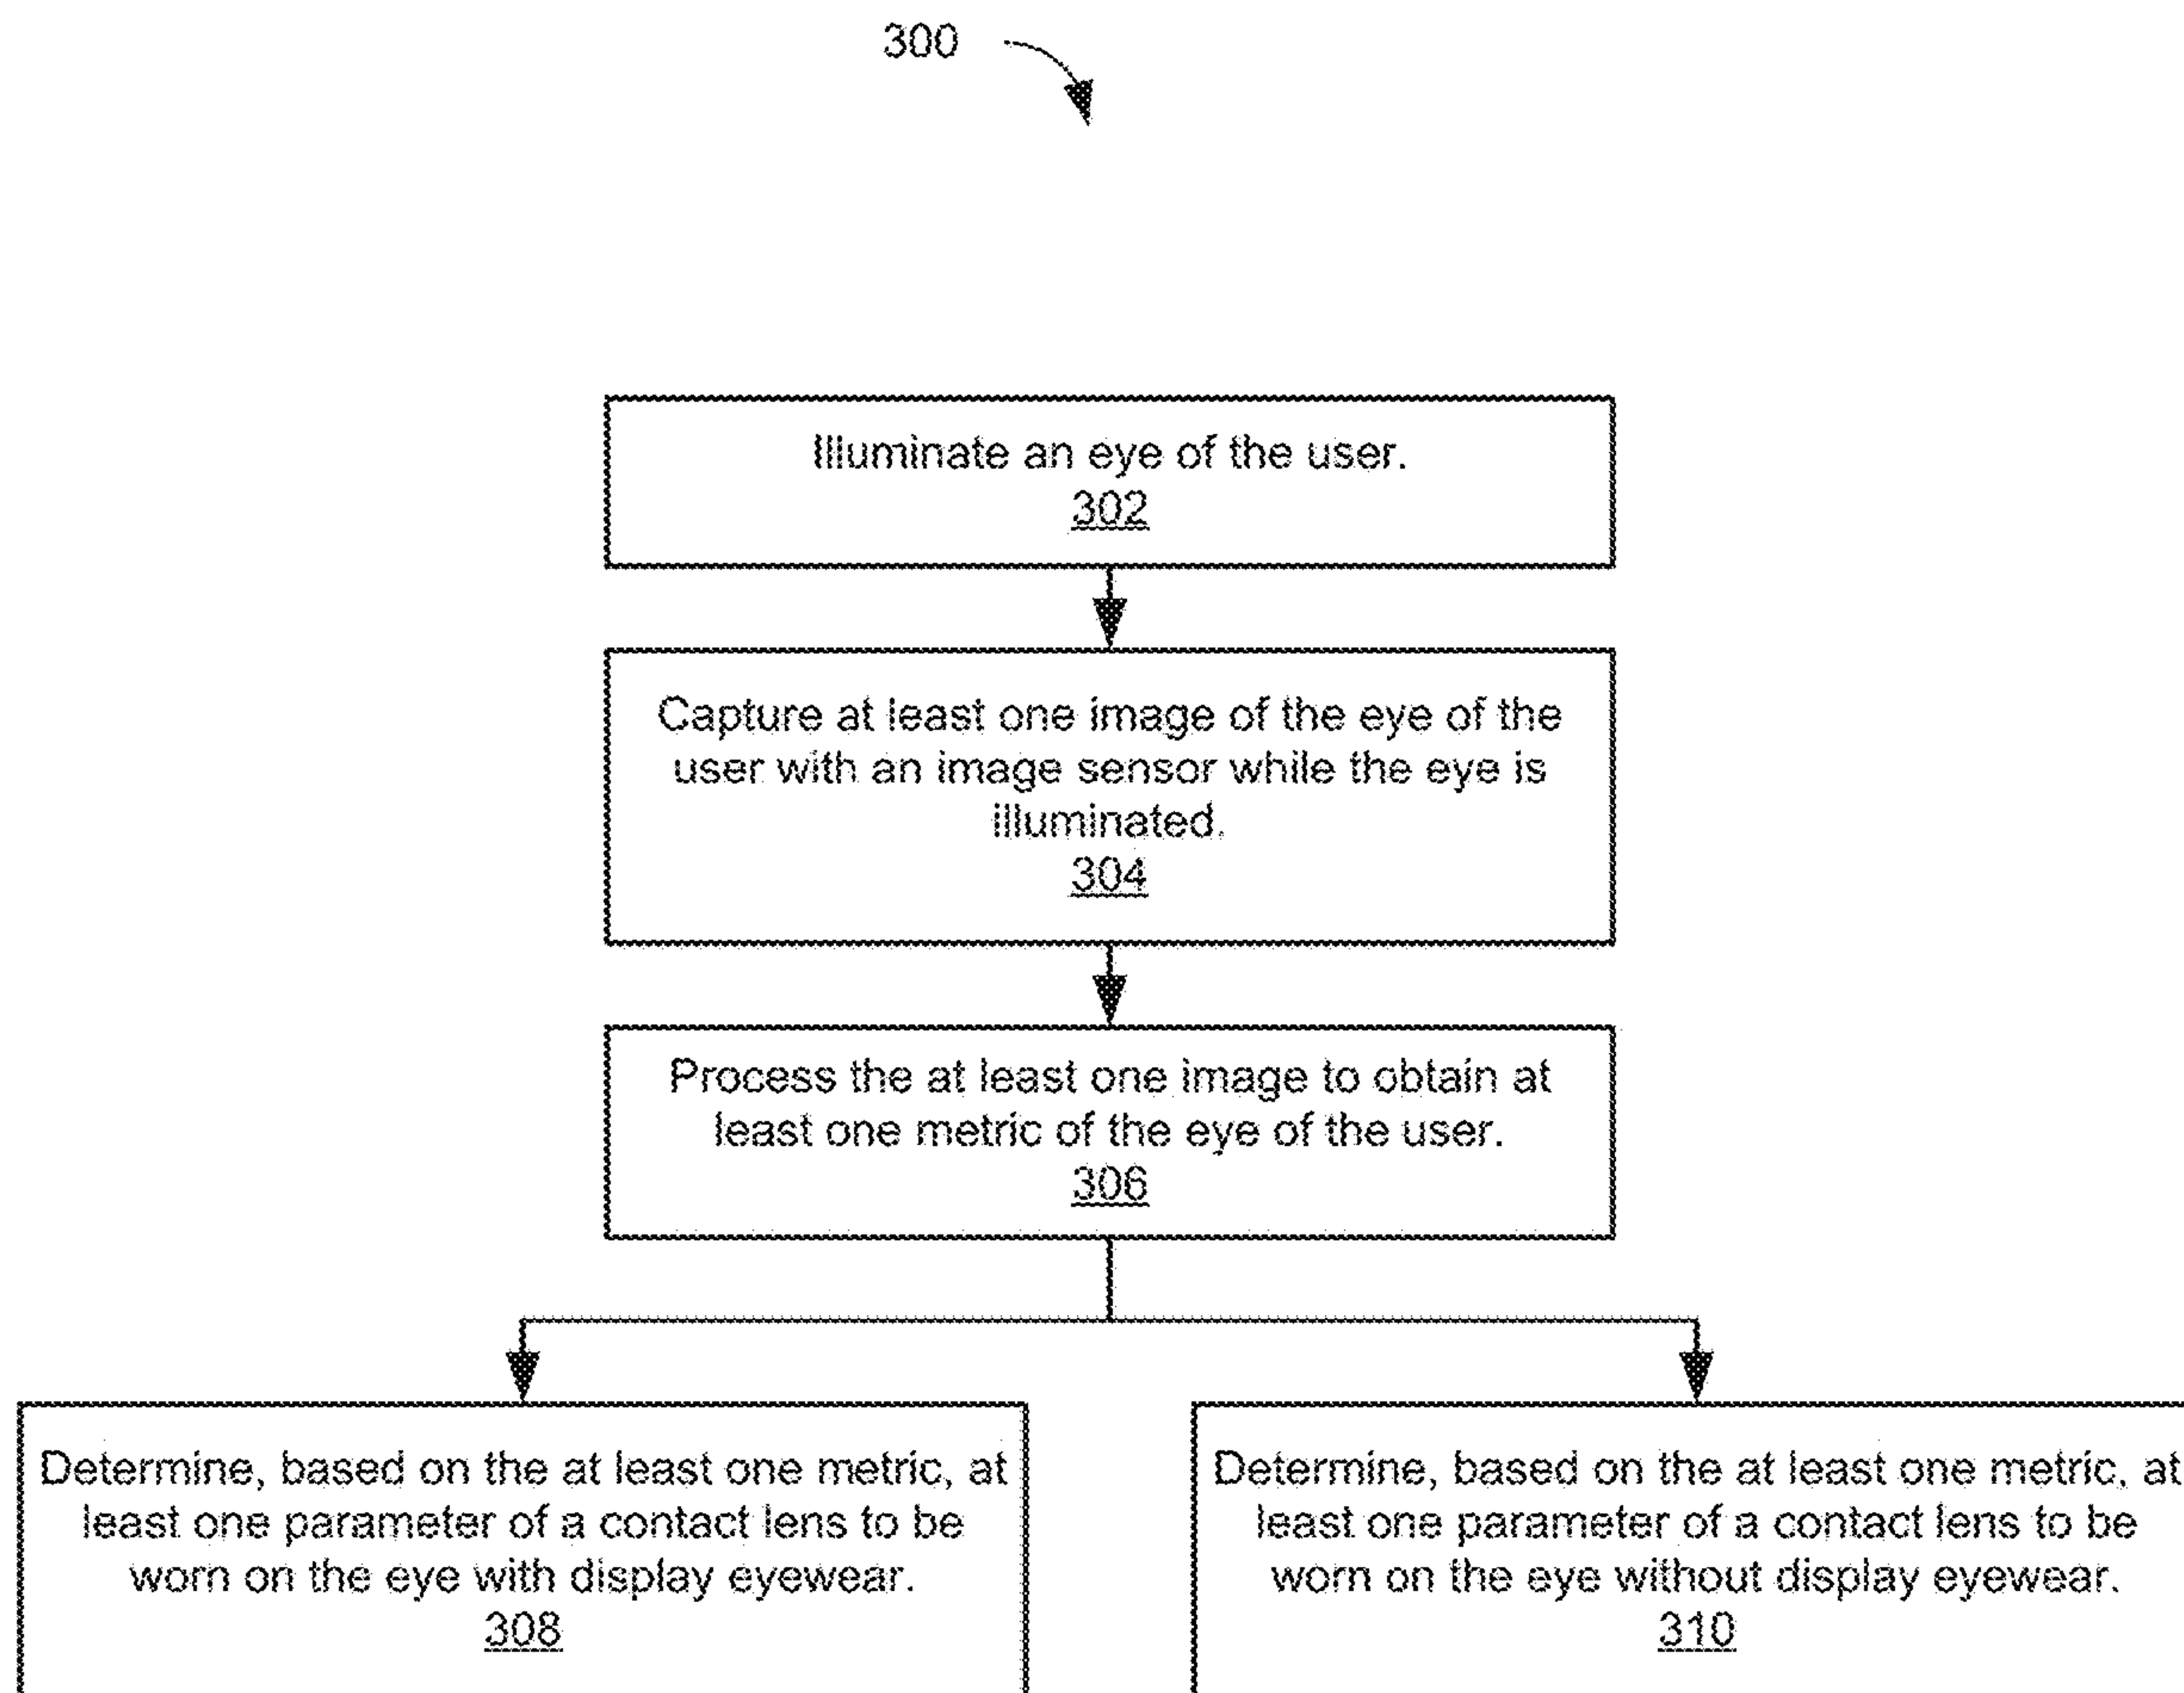 300
Illuminate an eye of the user.
302
Capture at least one image of the eye of the
user with an image sensor while the eye is
illuminated.
304
Process the at least one image to obtain at
least one metric of the eye of the user.
306
Determine, based on the at least one metric, at
least one parameter of a contact lens to be
worn on the eye with display eyewear.
308
Determine, based on the at least one metric, at
least one parameter of a contact lens to be
worn on the eye without display eyewear.
310